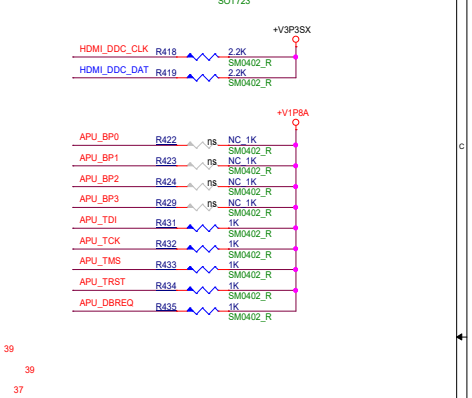 SOT723
+V3P3SX
HDMI_DDC_CLK R418 2.2K
SM0402_R
HDMI_DDC_DAT R419 2.2K
SM0402_R
+V1P8A
APU_BP0 R422 ns NC_1K
SM0402_R
APU_BP1 R423 ns NC_1K
SM0402_R
APU_BP2 R424 ns NC_1K
SM0402_R
APU_BP3 R429 ns NC_1K
SM0402_R
APU_TDI R431 1K
SM0402_R
APU_TCK R432 1K
SM0402_R
APU_TMS R433 1K
SM0402_R
APU_TRST R434 1K
SM0402_R
APU_DBREQ R435 1K
SM0402_R
C
39
39
37